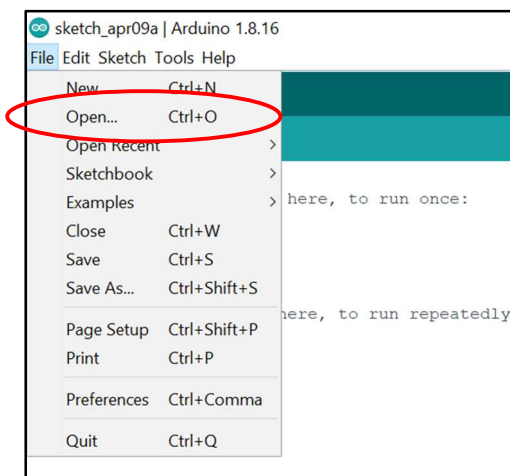 sketch_apr09a | Arduino 1.8.16
File Edit Sketch Tools Help
New Ctrl+N
Open... Ctrl+O
Open Recent >
Sketchbook >
Examples > here, to run once:
Close Ctrl+W
Save Ctrl+S
Save As... Ctrl+Shift+S
here, to run repeatedly
Page Setup Ctrl+Shift+P
Print Ctrl+P
Preferences Ctrl+Comma
Quit Ctrl+Q